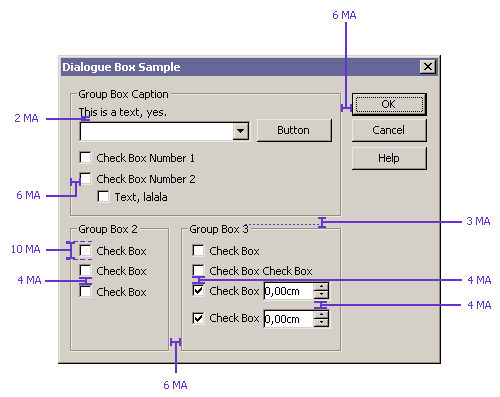 6 MA
Dialogue Box Sample
Group Box Caption
This is a text, yes.
OK
2 MA
Button
Cancel
Check Box Number 1
Help
Check Box Number 2
6 MA
Text, lalala
3 MA
Group Box 2
Group Box 3
10 MA
Check Box
Check Box
Check Box
Check Box Check Box
4 MA
4 MA
Check Box
Check Box 0,00cm
4 MA
Check Box 0,00cm
6 MA